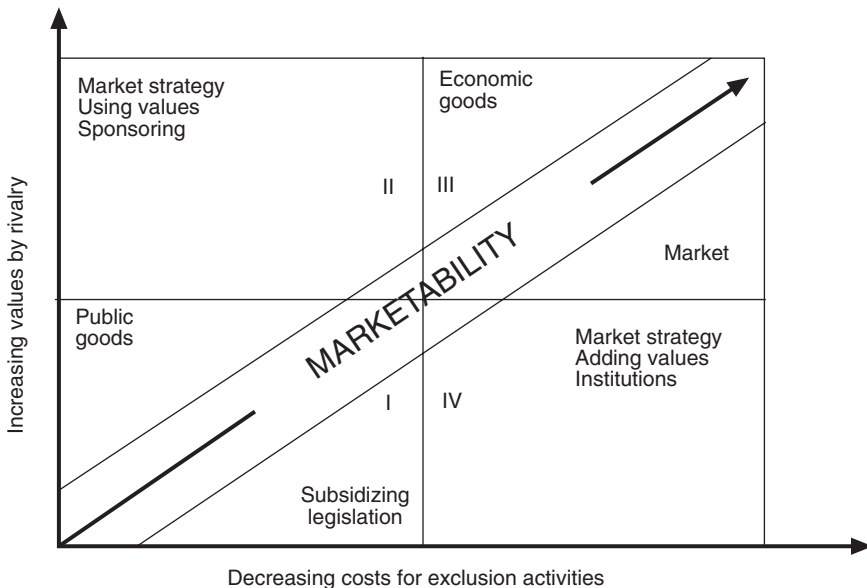 Market strategy
Using values
Sponsoring
Economic
goods
II
III
Increasing values by rivalry
MARKETABILITY
Market
Public
goods
Market strategy
Adding values
Institutions
I
IV
Subsidizing
legislation
Decreasing costs for exclusion activities